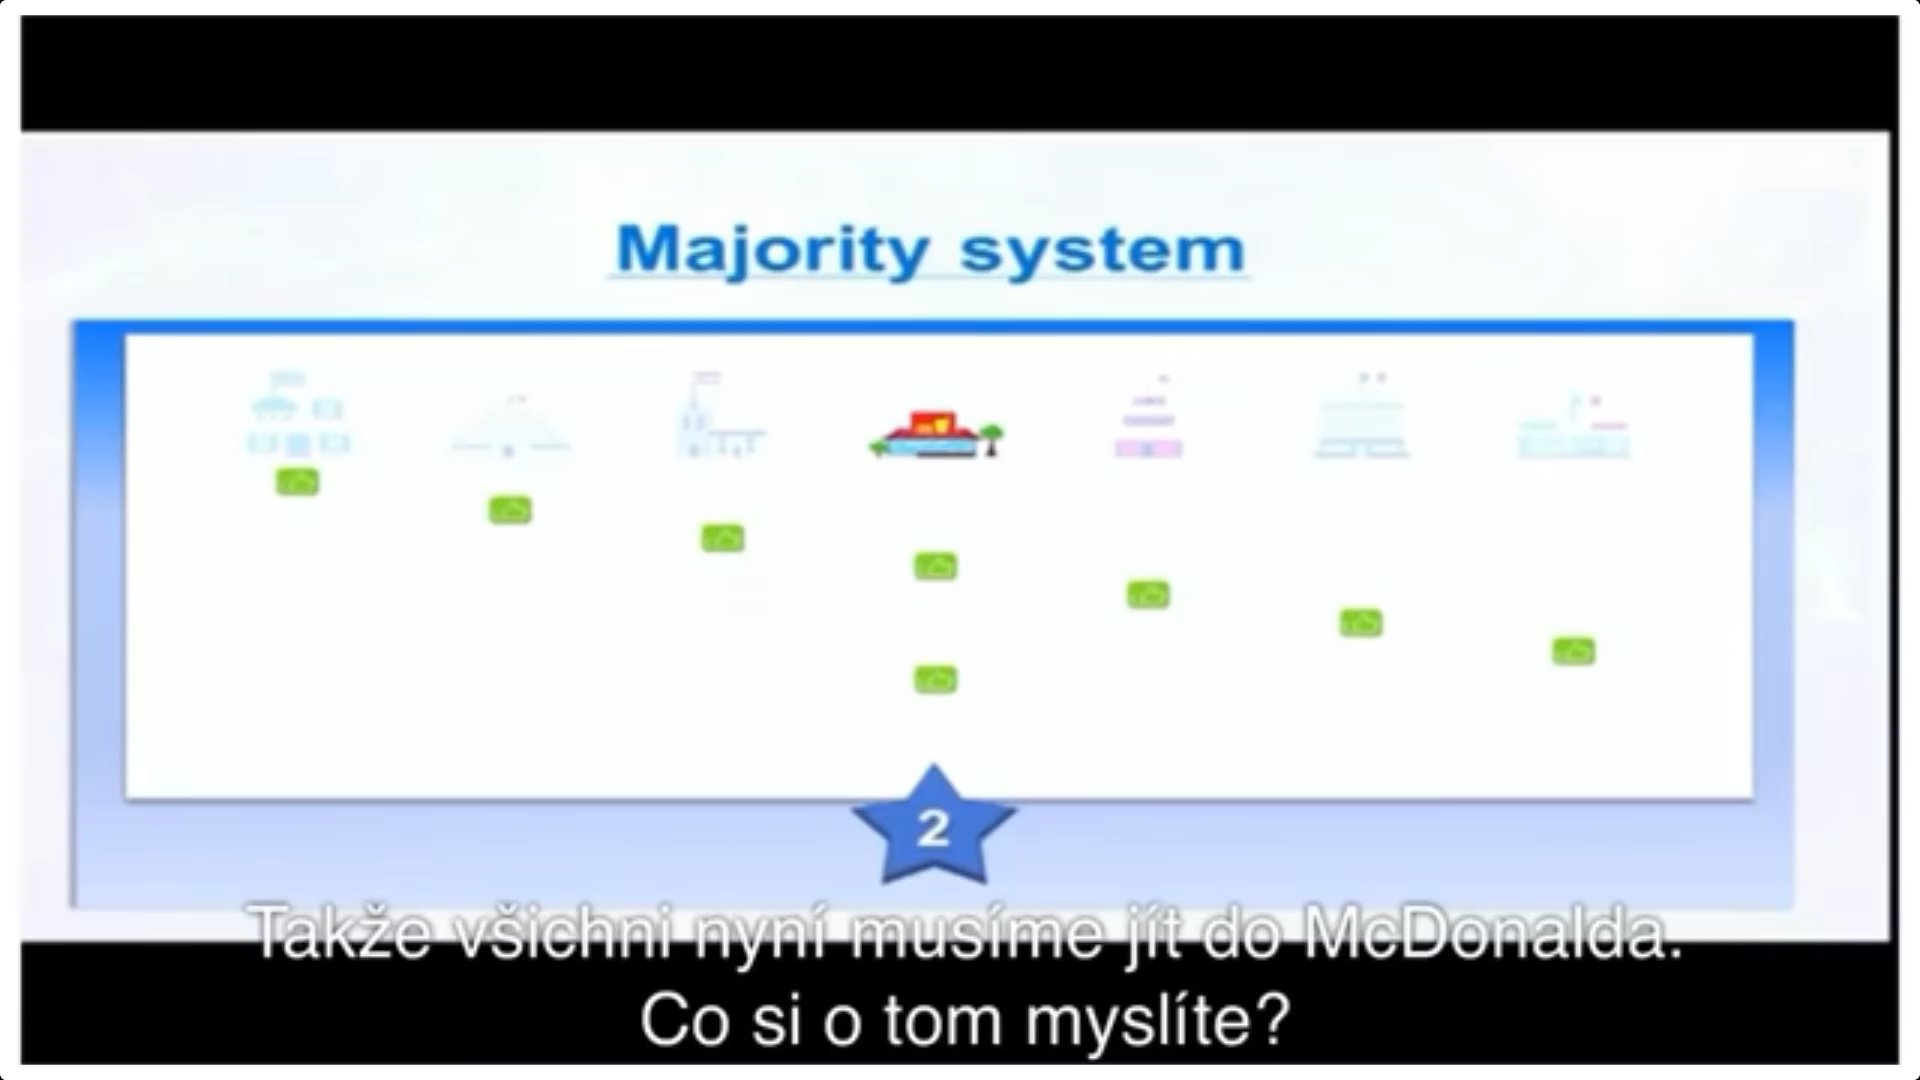 Majority system
2
Takže všichni nyní musíme jít do McDonalda.
Co si o tom myslíte?